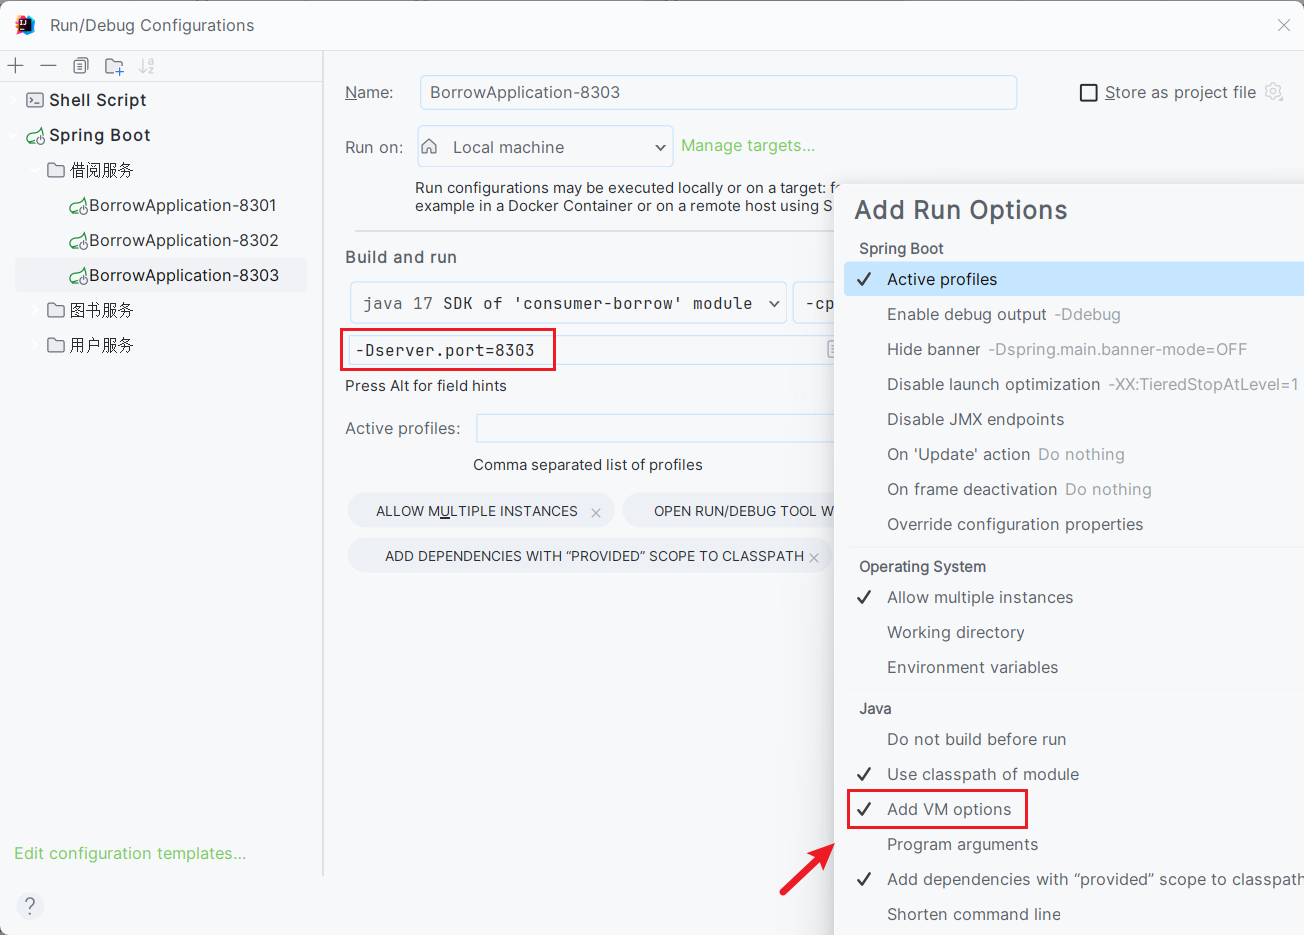 Run/Debug Configurations
Shell Script
Spring Boot
借阅服务
BorrowApplication-8301
BorrowApplication-8302
BorrowApplication-8303
图书服务
用户服务
Edit configuration templates...
?
Name:
BorrowApplication-8303
Store as project file
Run on:
Local machine
Manage targets...
Run configurations may be executed locally or on a target: f
example in a Docker Container or on a remote host using S
Build and run
java 17 SDK of 'consumer-borrow' module
-cp
-Dserver.port=8303
Press Alt for field hints
Active profiles:
Comma separated list of profiles
ALLOW MULTIPLE INSTANCES
OPEN RUN/DEBUG TOOL W
ADD DEPENDENCIES WITH “PROVIDED” SCOPE TO CLASSPATH
Add Run Options
Spring Boot
Active profiles
Enable debug output -Ddebug
Hide banner -Dspring.main.banner-mode=OFF
Disable launch optimization -XX:TieredStopAtLevel=1
Disable JMX endpoints
On 'Update' action Do nothing
On frame deactivation Do nothing
Override configuration properties
Operating System
Allow multiple instances
Working directory
Environment variables
Java
Do not build before run
Use classpath of module
Add VM options
Program arguments
Add dependencies with “provided” scope to classpath
Shorten command line